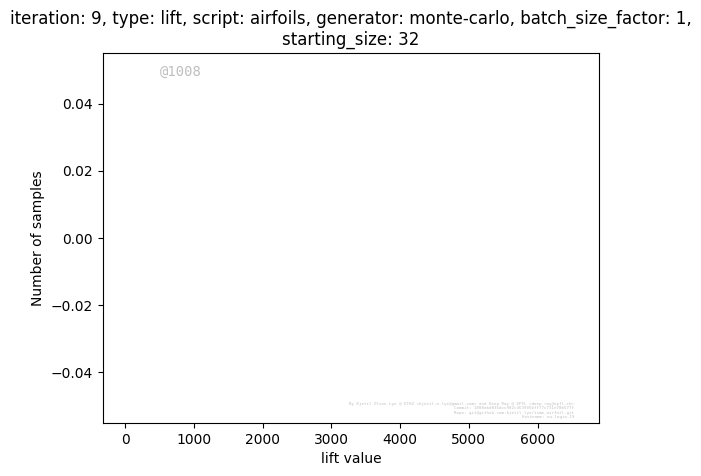 iteration: 9, type: lift, script: airfoils, generator: monte-carlo, batch_size_factor: 1,
starting_size: 32
@1008
0.04
0.02
0.00
−0.02
−0.04
Number of samples
0 1000 2000 3000 4000 5000 6000
lift value